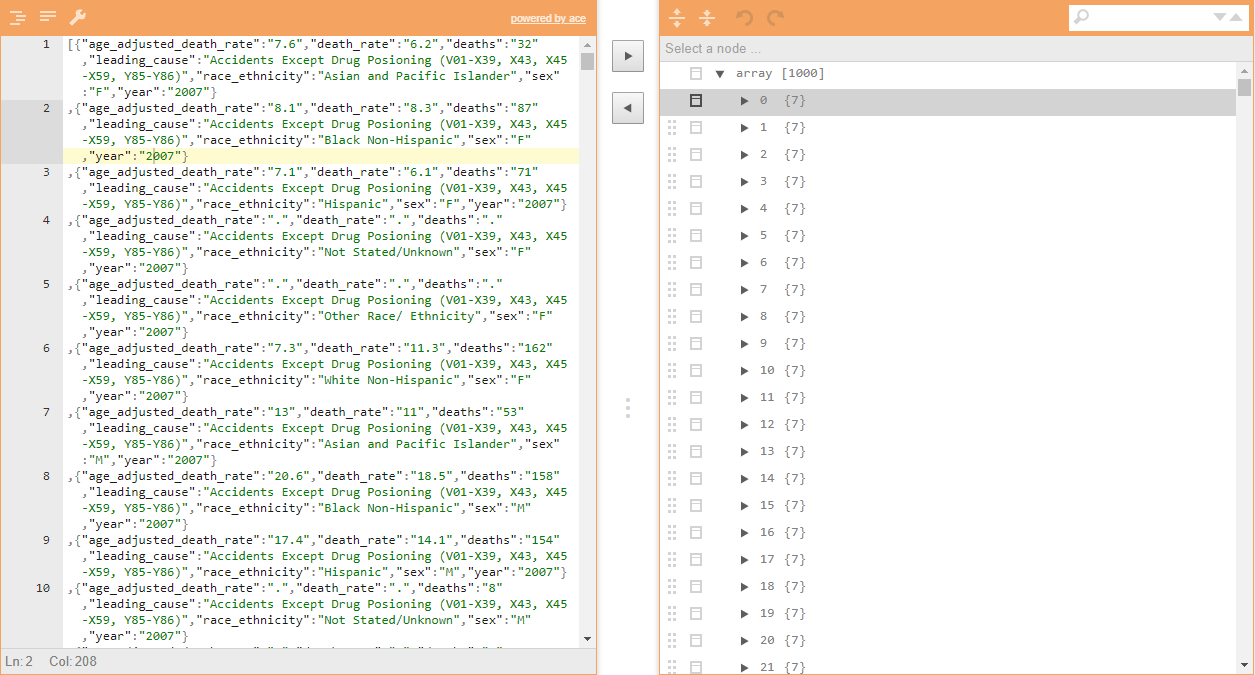 powered by ace
1 [{"age_adjusted_death_rate":"7.6","death_rate":"6.2","deaths":"32"
,"leading_cause":"Accidents Except Drug Posioning (V01-X39, X43, X45
-X59, Y85-Y86)","race_ethnicity":"Asian and Pacific Islander","sex"
:"F","year":"2007"}
2 ,{"age_adjusted_death_rate":"8.1","death_rate":"8.3","deaths":"87"
,"leading_cause":"Accidents Except Drug Posioning (V01-X39, X43, X45
-X59, Y85-Y86)","race_ethnicity":"Black Non-Hispanic","sex":"F"
,"year":"2007"}
3 ,{"age_adjusted_death_rate":"7.1","death_rate":"6.1","deaths":"71"
,"leading_cause":"Accidents Except Drug Posioning (V01-X39, X43, X45
-X59, Y85-Y86)","race_ethnicity":"Hispanic","sex":"F","year":"2007"}
4 ,{"age_adjusted_death_rate":".","death_rate":".","deaths":"."
,"leading_cause":"Accidents Except Drug Posioning (V01-X39, X43, X45
-X59, Y85-Y86)","race_ethnicity":"Not Stated/Unknown","sex":"F"
,"year":"2007"}
5 ,{"age_adjusted_death_rate":".","death_rate":".","deaths":"."
,"leading_cause":"Accidents Except Drug Posioning (V01-X39, X43, X45
-X59, Y85-Y86)","race_ethnicity":"Other Race/ Ethnicity","sex":"F"
,"year":"2007"}
6 ,{"age_adjusted_death_rate":"7.3","death_rate":"11.3","deaths":"162"
,"leading_cause":"Accidents Except Drug Posioning (V01-X39, X43, X45
-X59, Y85-Y86)","race_ethnicity":"White Non-Hispanic","sex":"F"
,"year":"2007"}
7 ,{"age_adjusted_death_rate":"13","death_rate":"11","deaths":"53"
,"leading_cause":"Accidents Except Drug Posioning (V01-X39, X43, X45
-X59, Y85-Y86)","race_ethnicity":"Asian and Pacific Islander","sex"
:"M","year":"2007"}
8 ,{"age_adjusted_death_rate":"20.6","death_rate":"18.5","deaths":"158"
,"leading_cause":"Accidents Except Drug Posioning (V01-X39, X43, X45
-X59, Y85-Y86)","race_ethnicity":"Black Non-Hispanic","sex":"M"
,"year":"2007"}
9 ,{"age_adjusted_death_rate":"17.4","death_rate":"14.1","deaths":"154"
,"leading_cause":"Accidents Except Drug Posioning (V01-X39, X43, X45
-X59, Y85-Y86)","race_ethnicity":"Hispanic","sex":"M","year":"2007"}
10 ,{"age_adjusted_death_rate":".","death_rate":".","deaths":"8"
,"leading_cause":"Accidents Except Drug Posioning (V01-X39, X43, X45
-X59, Y85-Y86)","race_ethnicity":"Not Stated/Unknown","sex":"M"
,"year":"2007"}
Ln: 2 Col: 208
Select a node ...
array [1000]
0 {7}
1 {7}
2 {7}
3 {7}
4 {7}
5 {7}
6 {7}
7 {7}
8 {7}
9 {7}
10 {7}
11 {7}
12 {7}
13 {7}
14 {7}
15 {7}
16 {7}
17 {7}
18 {7}
19 {7}
20 {7}
21 {7}